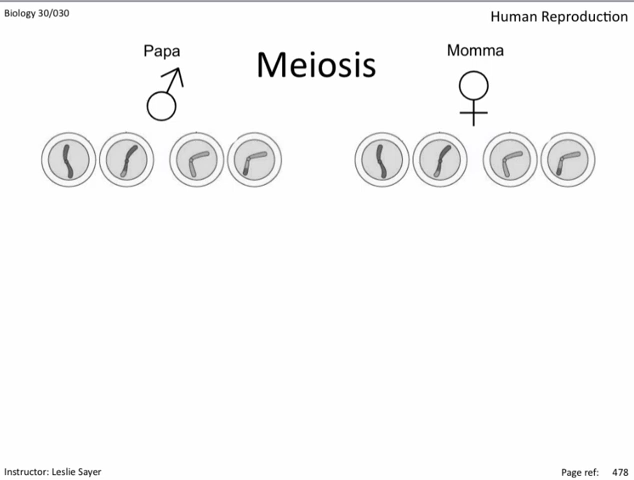 Biology 30/030
Human Reproduction
Papa
Meiosis
Momma
Instructor: Leslie Sayer
Page ref: 478